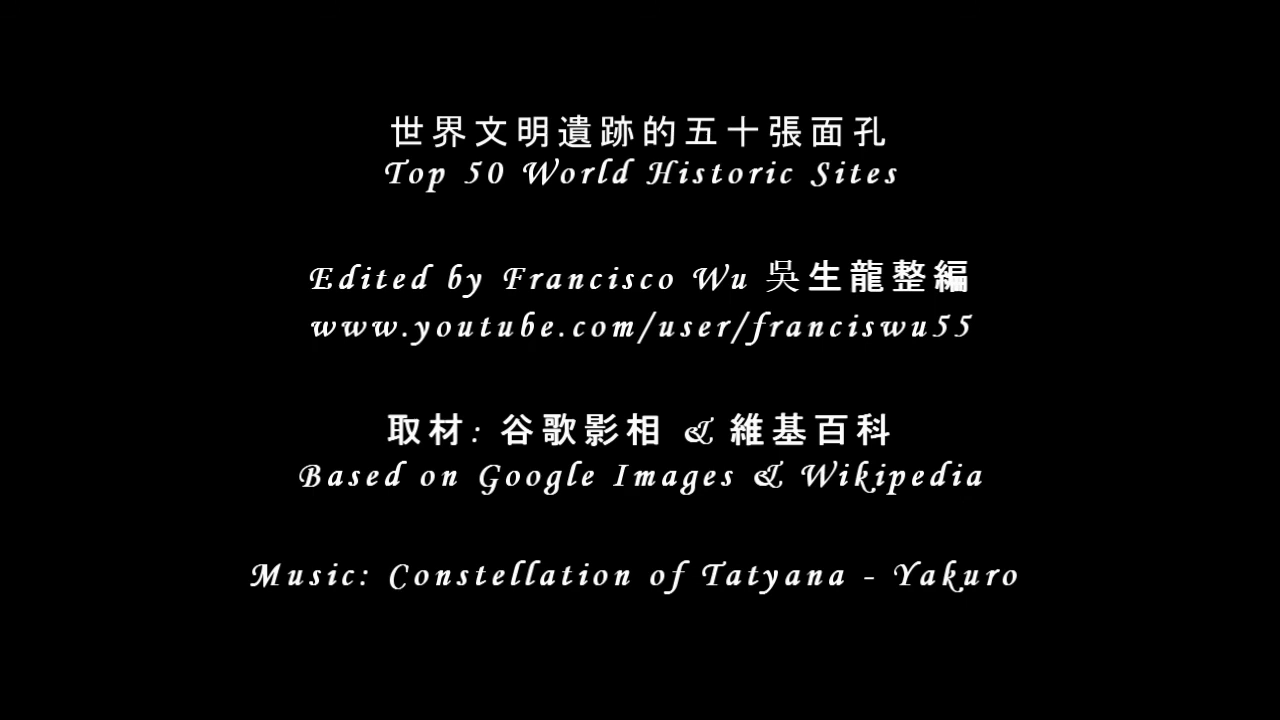 世界文明遺跡的五十張面孔
Top 50 World Historic Sites
Edited by Francisco Wu 吳生龍整編
www.youtube.com/user/franciswu55
取材: 谷歌影相 & 維基百科
Based on Google Images & Wikipedia
Music: Constellation of Tatyana - Yakuro